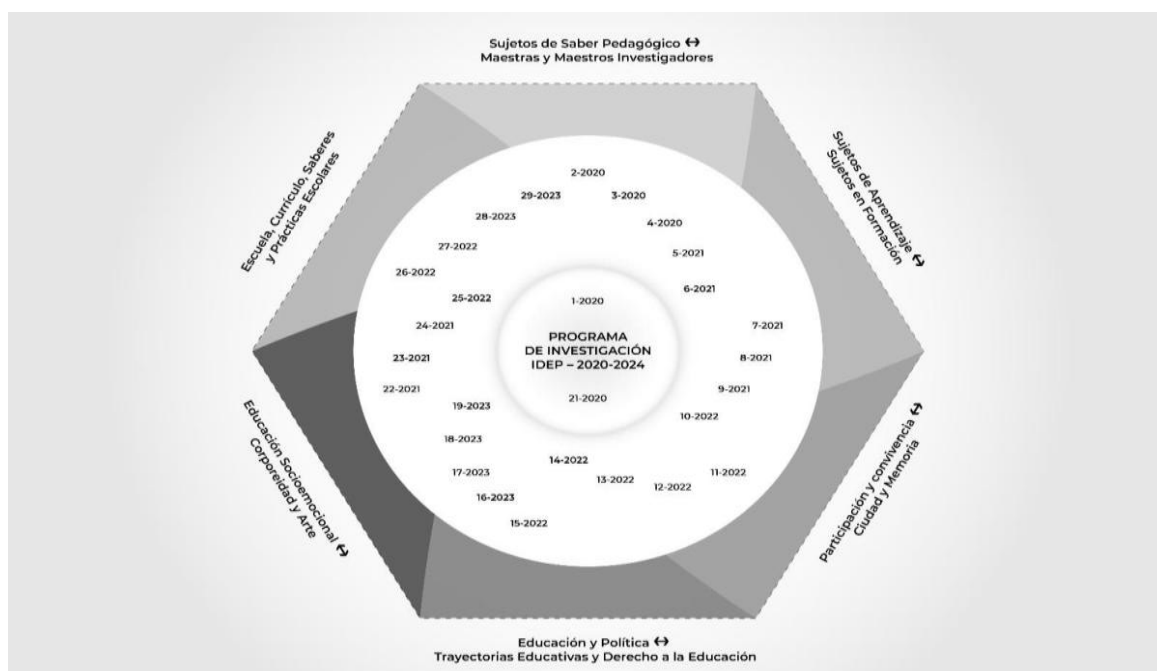 Sujetos de Saber Pedagógico ↔
Maestras y Maestros Investigadores
Sujetos de Aprendizaje ↔
Sujetos en Formación
Participación y convivencia ↔
Ciudad y Memoria
Educación y Política ↔
Trayectorias Educativas y Derecho a la Educación
Educación Socioemocional ↔
Corporeidad y Arte
Escuela, Currículo, Saberes
y Prácticas Escolares
2-2020
3-2020
4-2020
5-2021
6-2021
7-2021
8-2021
9-2021
10-2022
11-2022
12-2022
13-2022
14-2022
15-2022
16-2023
17-2023
18-2023
19-2023
22-2021
23-2021
24-2021
25-2022
26-2022
27-2022
28-2023
29-2023
1-2020
PROGRAMA
DE INVESTIGACIÓN
IDEP – 2020-2024
21-2020